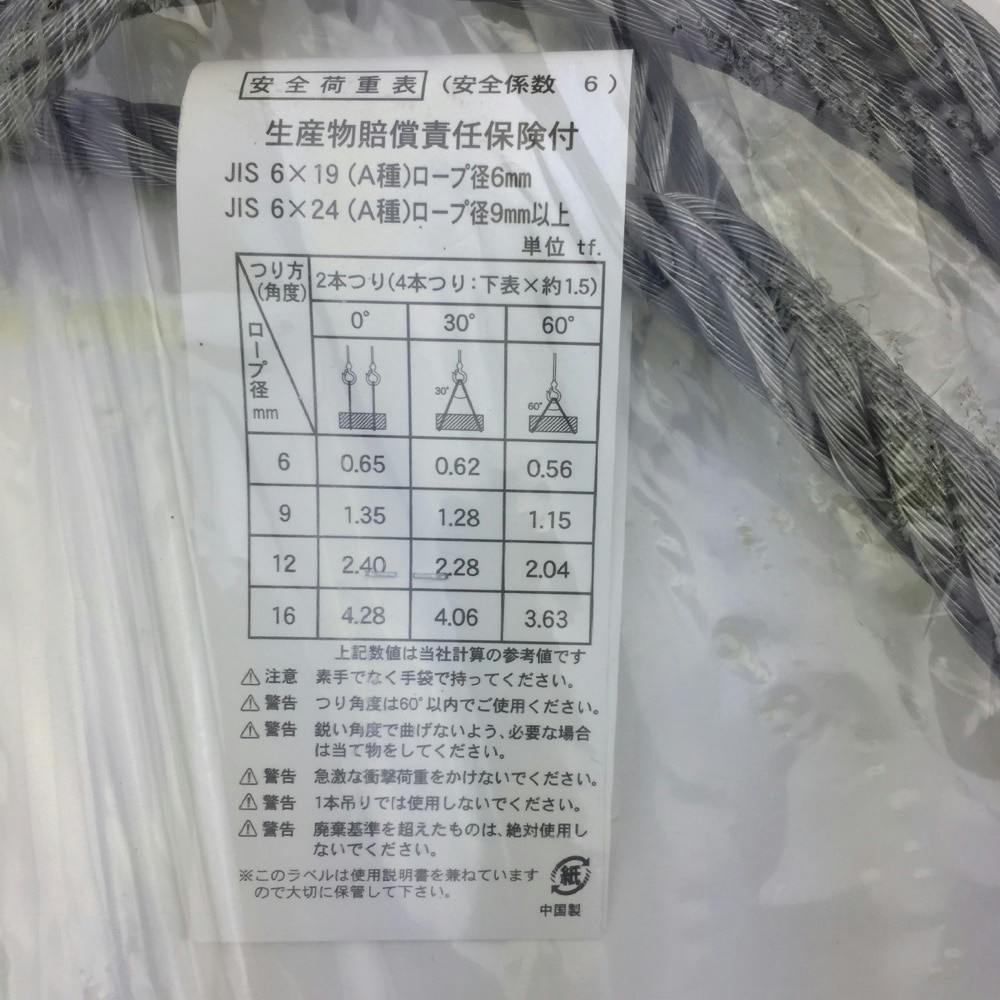 安全荷重表 （安全係数 6）
生産物賠償責任保険付
JIS 6×19（A種）ロープ径6mm
JIS 6×24（A種）ロープ径9mm以上
単位 tf.
つり方（角度） ロープ径 mm
2本つり（4本つり：下表×約1.5）
0° 30° 60°
30° 60°
6 0.65 0.62 0.56
9 1.35 1.28 1.15
12 2.40 2.28 2.04
16 4.28 4.06 3.63
上記数値は当社計算の参考値です
⚠注意 素手でなく手袋で持ってください。
⚠警告 つり角度は60°以内でご使用ください。
⚠警告 鋭い角度で曲げないよう、必要な場合
は当て物をしてください。
⚠警告 急激な衝撃荷重をかけないでください。
⚠警告 1本吊りでは使用しないでください。
⚠警告 廃棄基準を超えたものは、絶対使用し
ないでください。
※このラベルは使用説明書を兼ねています
ので大切に保管して下さい。
紙
中国製